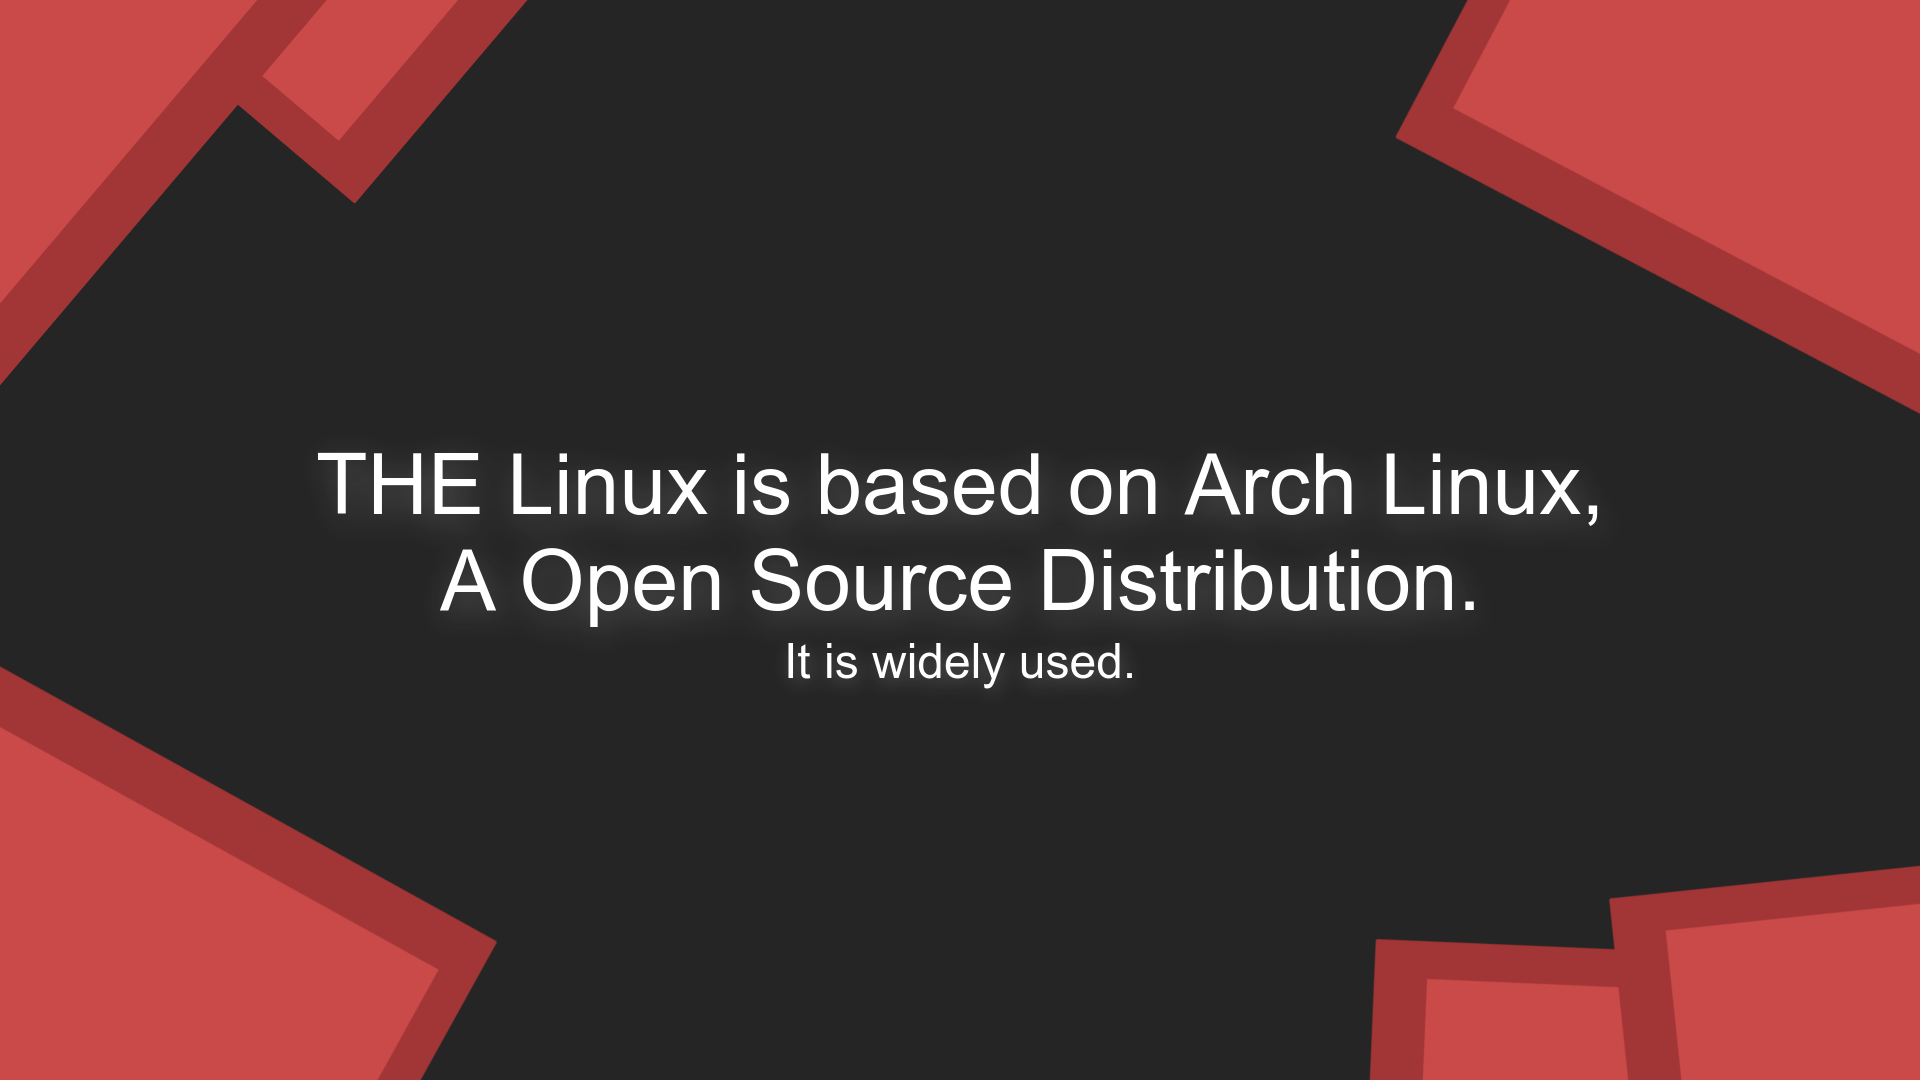 THE Linux is based on Arch Linux,
A Open Source Distribution.
It is widely used.